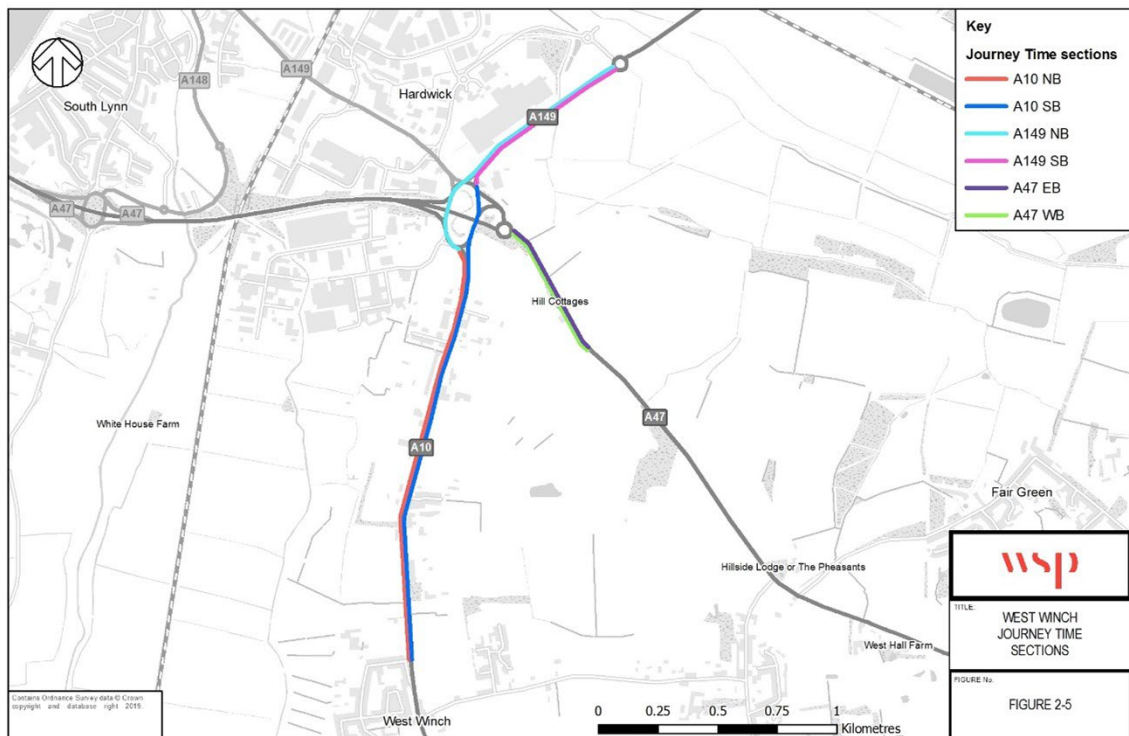 Key
Journey Time sections
A10 NB
A10 SB
A149 NB
A149 SB
A47 EB
A47 WB
A148
A149
South Lynn
Hardwick
A149
A47
A47
Hill Cottages
White House Farm
A10
A47
Fair Green
Hillside Lodge or The Pheasants
West Hall Farm
West Winch
wsp
TITLE:
WEST WINCH
JOURNEY TIME
SECTIONS
FIGURE No.
FIGURE 2-5
Contains Ordnance Survey data © Crown
copyright and database right 2019.
0 0.25 0.5 0.75 1
Kilometres